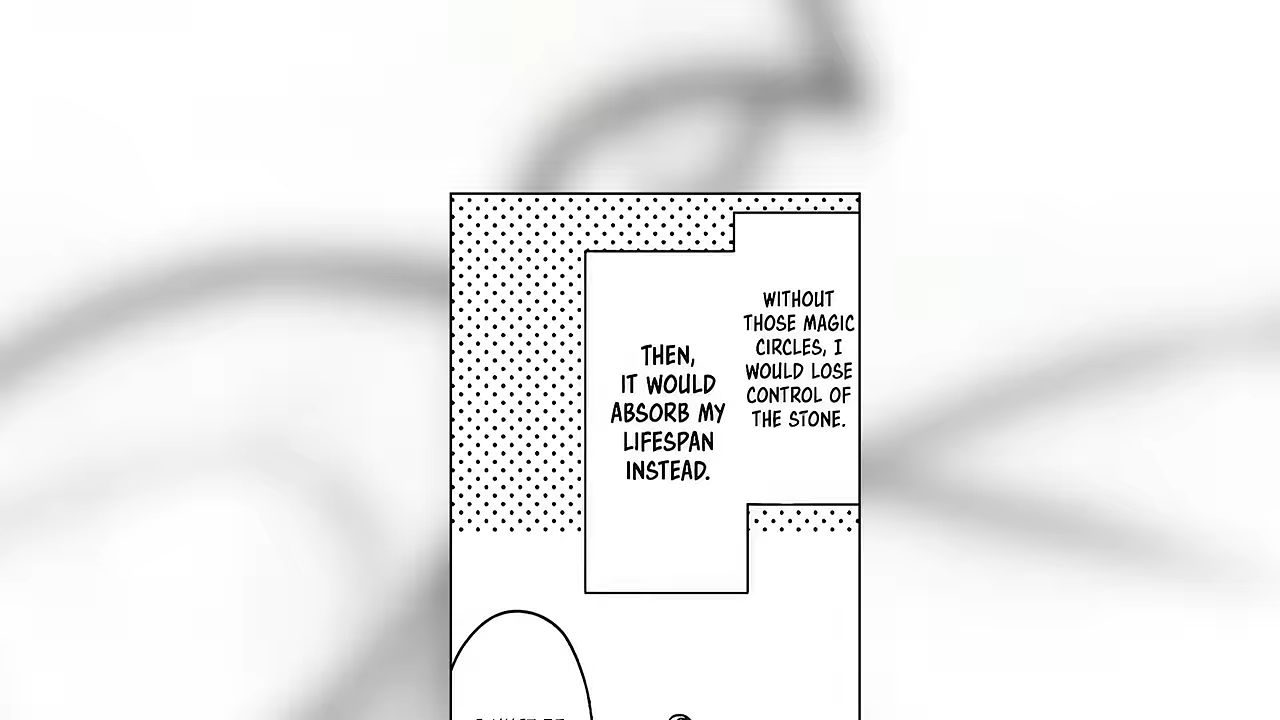 WITHOUT
THOSE MAGIC
CIRCLES, I
WOULD LOSE
CONTROL OF
THE STONE.
THEN,
IT WOULD
ABSORB MY
LIFESPAN
INSTEAD.